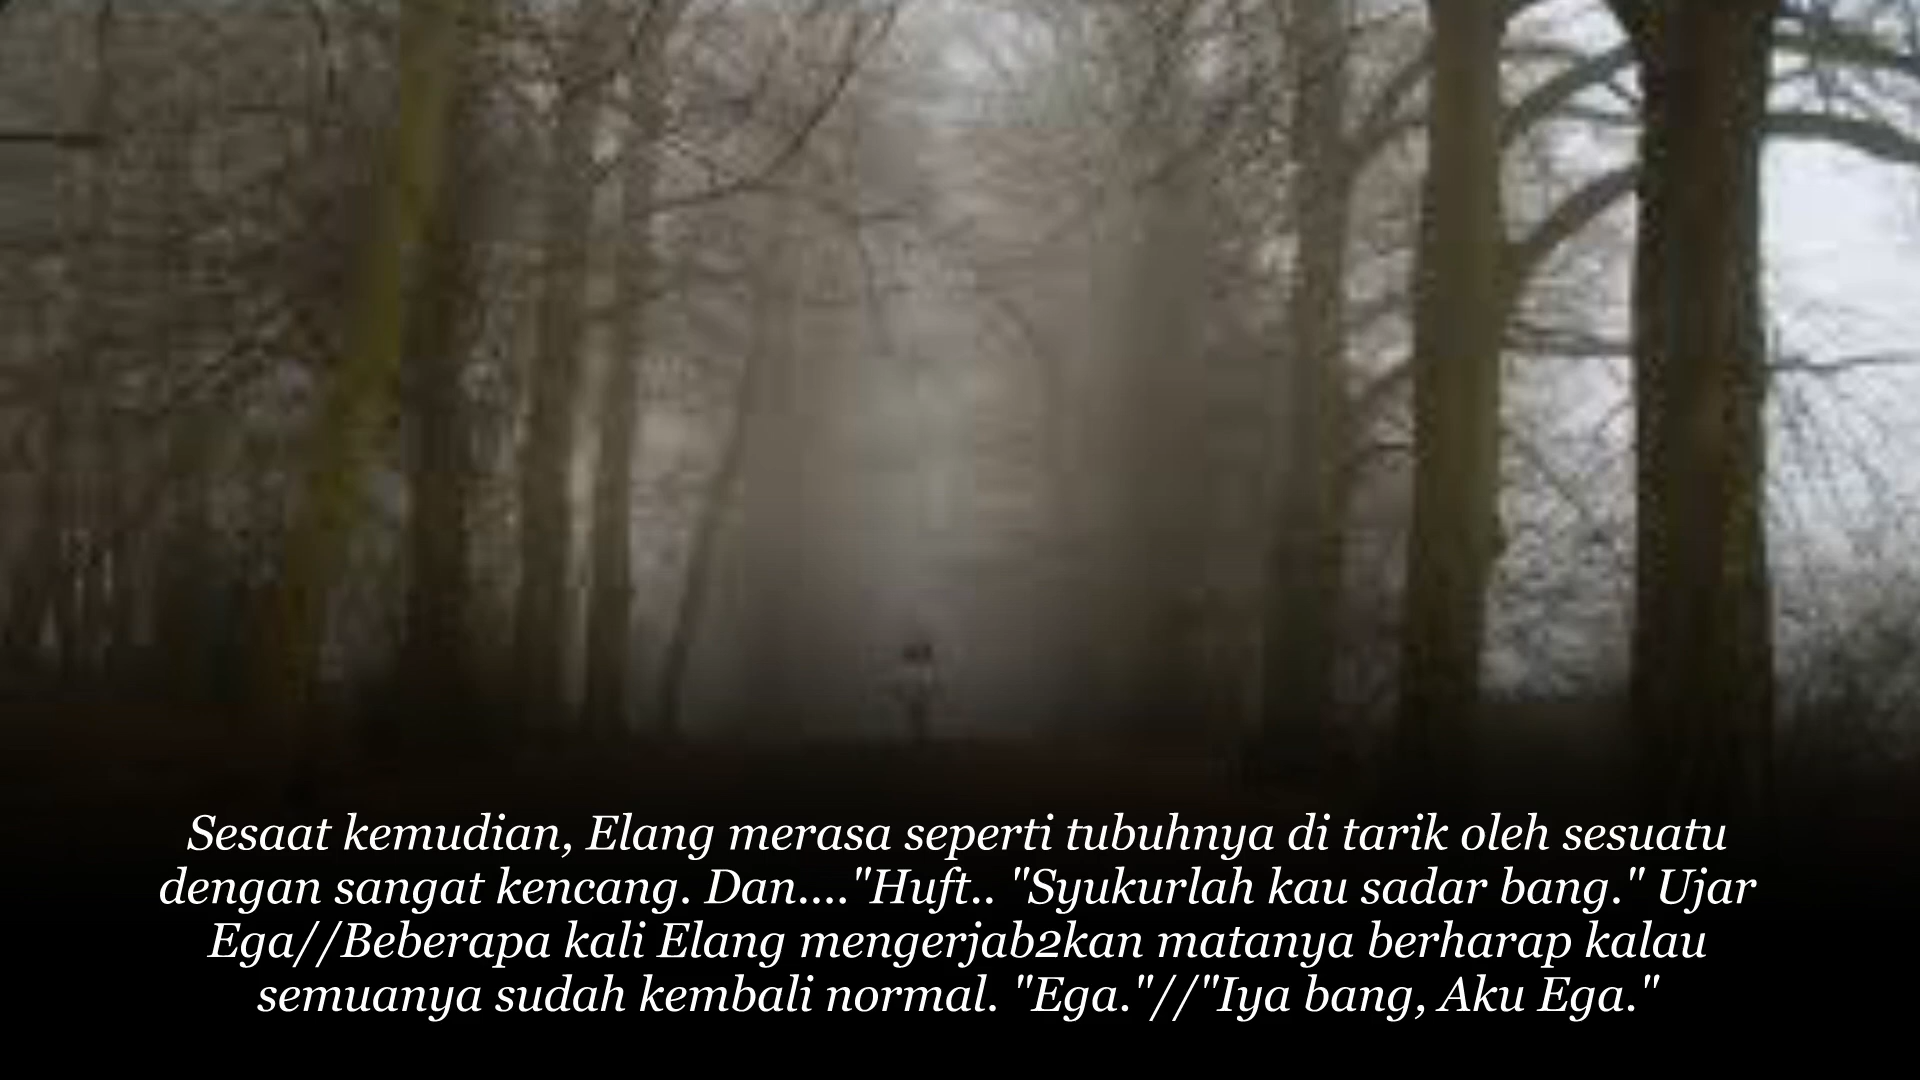 Sesaat kemudian, Elang merasa seperti tubuhnya di tarik oleh sesuatu
dengan sangat kencang. Dan...."Huft.. "Syukurlah kau sadar bang." Ujar
Ega//Beberapa kali Elang mengerjab2kan matanya berharap kalau
semuanya sudah kembali normal. "Ega."//"Iya bang, Aku Ega."